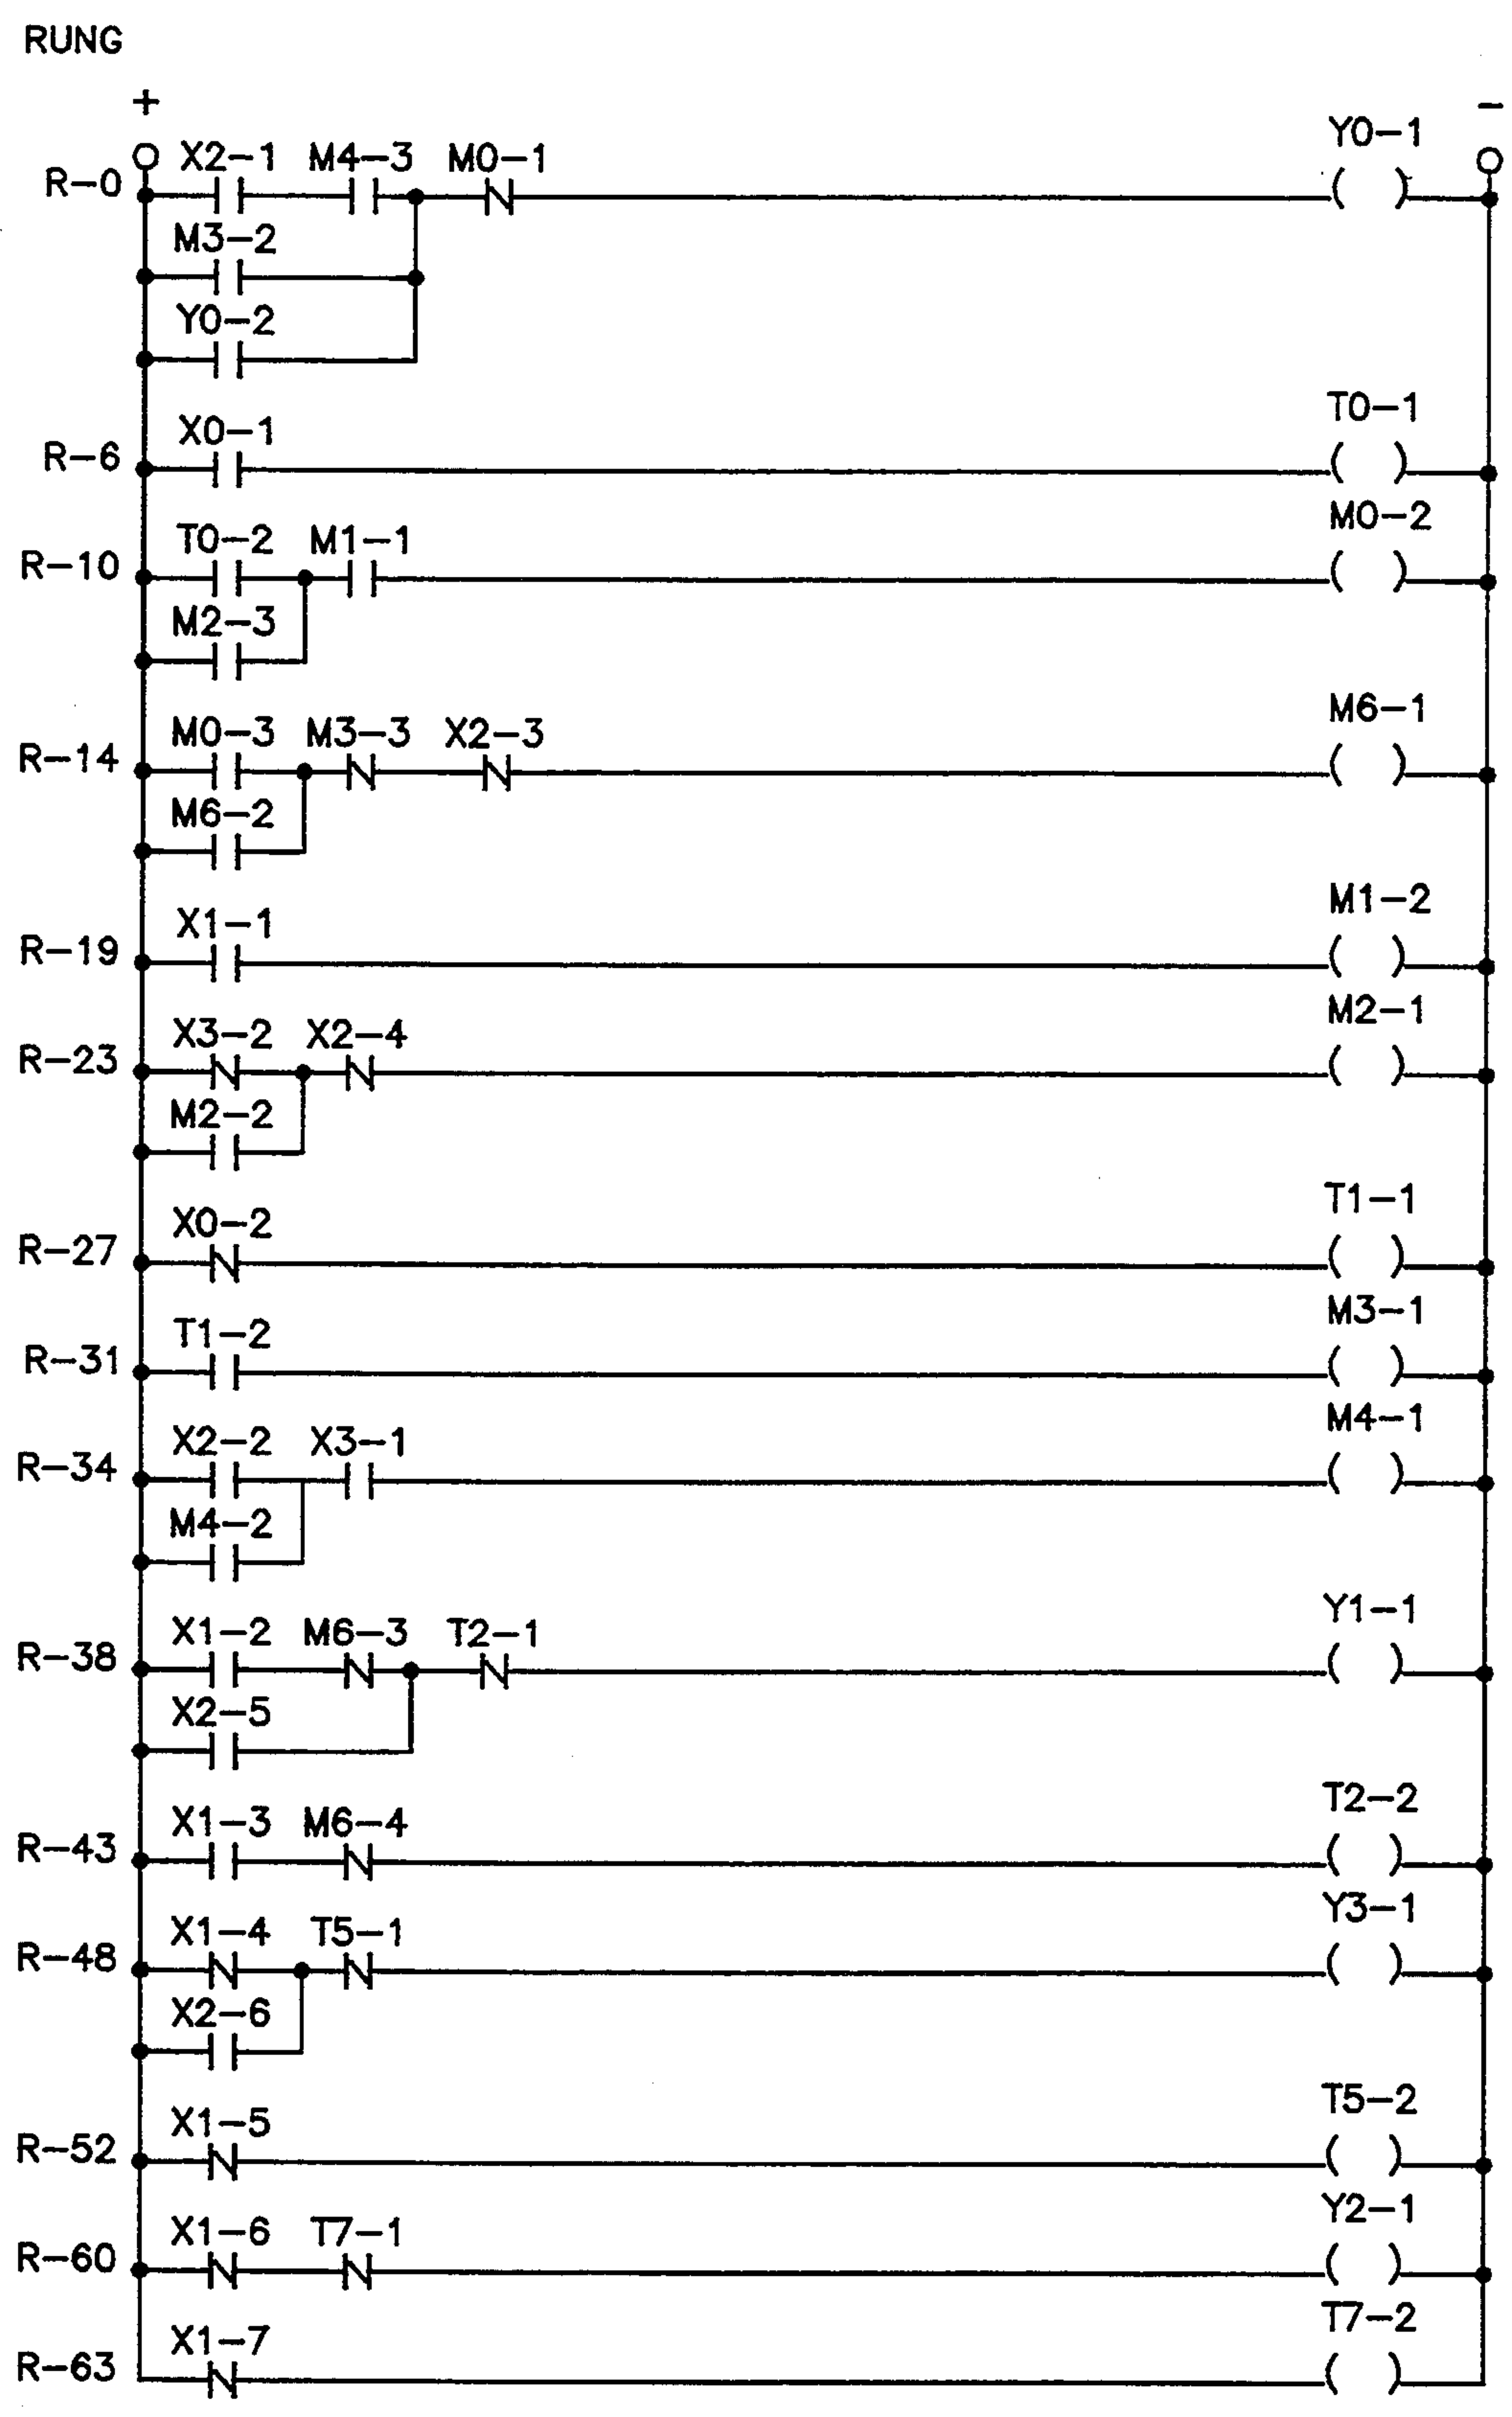 RUNG
+ −
Y0-1
R-0 X2-1 M4-3 M0-1
M3-2
Y0-2
T0-1
R-6 X0-1
M0-2
R-10 T0-2 M1-1
M2-3
M6-1
R-14 M0-3 M3-3 X2-3
M6-2
M1-2
R-19 X1-1
M2-1
R-23 X3-2 X2-4
M2-2
T1-1
R-27 X0-2
M3-1
R-31 T1-2
M4-1
R-34 X2-2 X3-1
M4-2
Y1-1
R-38 X1-2 M6-3 T2-1
X2-5
T2-2
R-43 X1-3 M6-4
Y3-1
R-48 X1-4 T5-1
X2-6
T5-2
R-52 X1-5
Y2-1
R-60 X1-6 T7-1
T7-2
R-63 X1-7